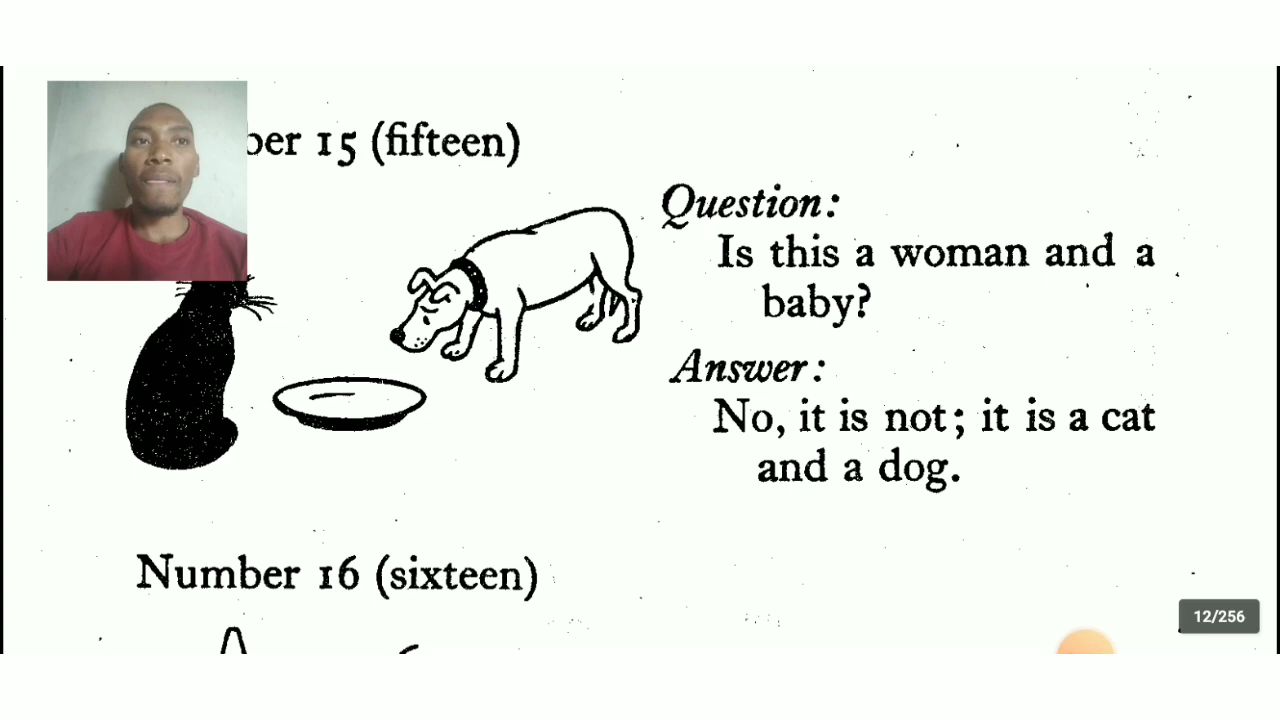 ber 15 (fifteen)
Question:
Is this a woman and a
baby?
Answer:
No, it is not; it is a cat
and a dog.
Number 16 (sixteen)
12/256